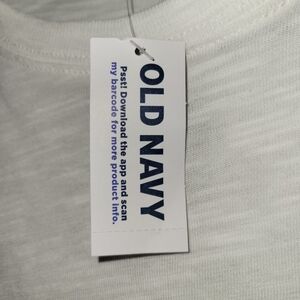 OLD NAVY
Psst! Download the app and scan
my barcode for more product info.